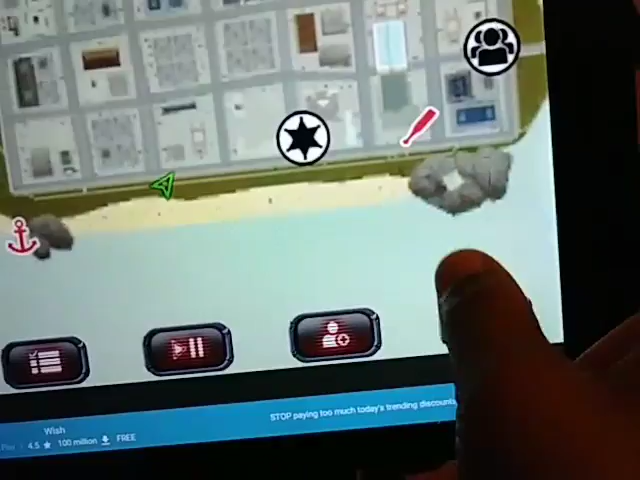 STOP paying too much today's trending discounts
Wish
4.5 ★ 100 million FREE